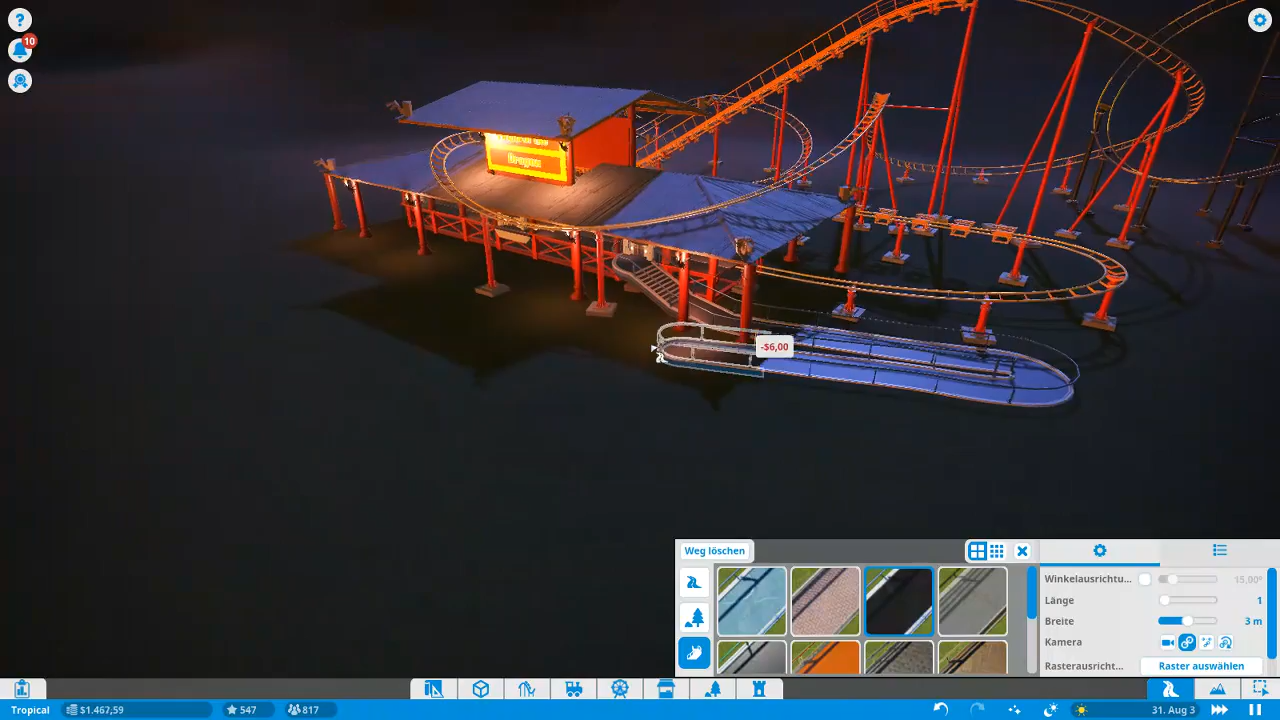 10
Dragon
-$6,00
Weg löschen
Winkelausrichtu...
15,00°
Länge
1
Breite
3 m
Kamera
Rasterausricht...
Raster auswählen
Tropical
$1.467,59
547
817
31. Aug 3